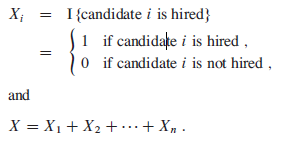 X_i = I {candidate i is hired}
= { 1 if candidate i is hired ,
0 if candidate i is not hired ,
and
X = X_1 + X_2 + ··· + X_n .